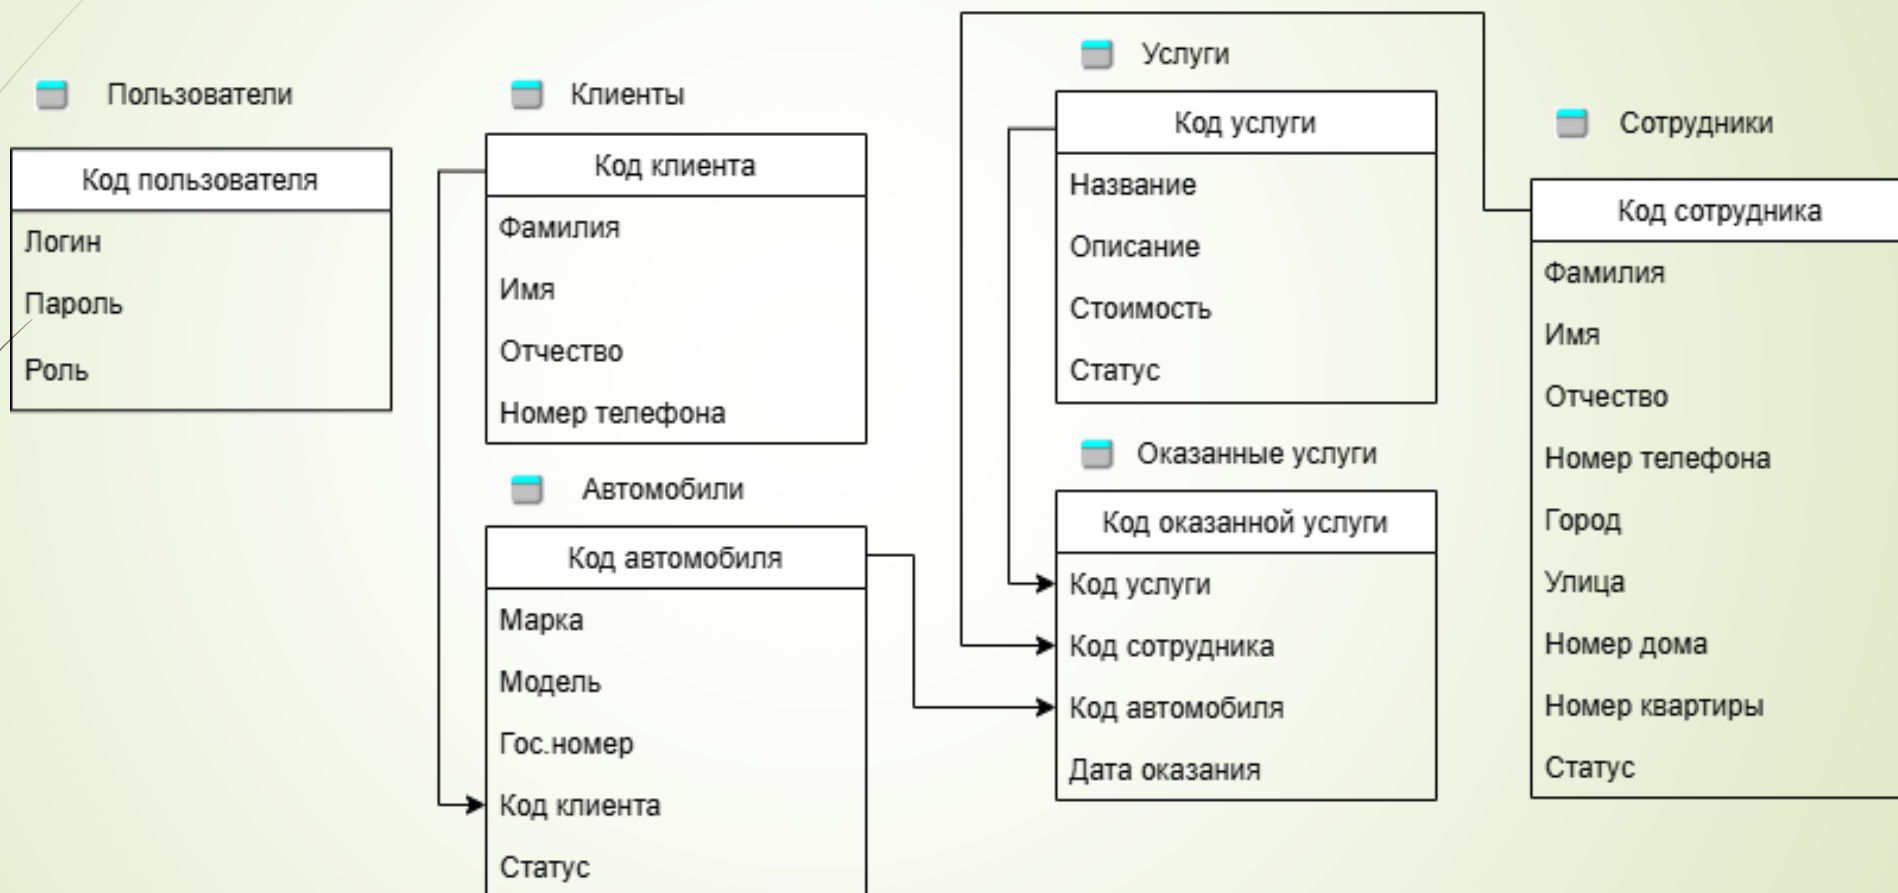 Пользователи
Код пользователя
Логин
Пароль
Роль
Клиенты
Код клиента
Фамилия
Имя
Отчество
Номер телефона
Автомобили
Код автомобиля
Марка
Модель
Гос.номер
Код клиента
Статус
Услуги
Код услуги
Название
Описание
Стоимость
Статус
Оказанные услуги
Код оказанной услуги
Код услуги
Код сотрудника
Код автомобиля
Дата оказания
Сотрудники
Код сотрудника
Фамилия
Имя
Отчество
Номер телефона
Город
Улица
Номер дома
Номер квартиры
Статус